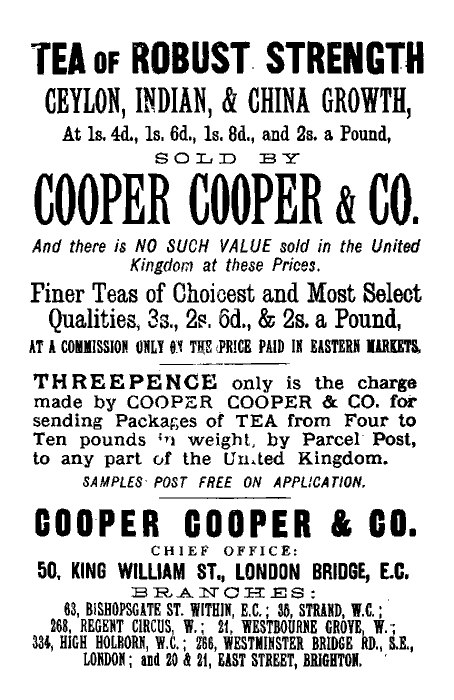 TEA OF ROBUST STRENGTH
CEYLON, INDIAN, & CHINA GROWTH,
At 1s. 4d., 1s. 6d., 1s. 8d., and 2s. a Pound,
SOLD BY
COOPER COOPER & CO.
And there is NO SUCH VALUE sold in the United
Kingdom at these Prices.
Finer Teas of Choicest and Most Select
Qualities, 3s., 2s. 6d., & 2s. a Pound,
AT A COMMISSION ONLY ON THE PRICE PAID IN EASTERN MARKETS.
THREEPENCE only is the charge
made by COOPER COOPER & CO. for
sending Packages of TEA from Four to
Ten pounds in weight, by Parcel Post,
to any part of the United Kingdom.
SAMPLES POST FREE ON APPLICATION.
COOPER COOPER & CO.
CHIEF OFFICE:
50, KING WILLIAM ST., LONDON BRIDGE, E.C.
BRANCHES:
63, BISHOPSGATE ST. WITHIN, E.C.; 35, STRAND, W.C.;
268, REGENT CIRCUS, W.; 21, WESTBOURNE GROVE, W.;
334, HIGH HOLBORN, W.C.; 266, WESTMINSTER BRIDGE RD., S.E.,
LONDON; and 20 & 21, EAST STREET, BRIGHTON.